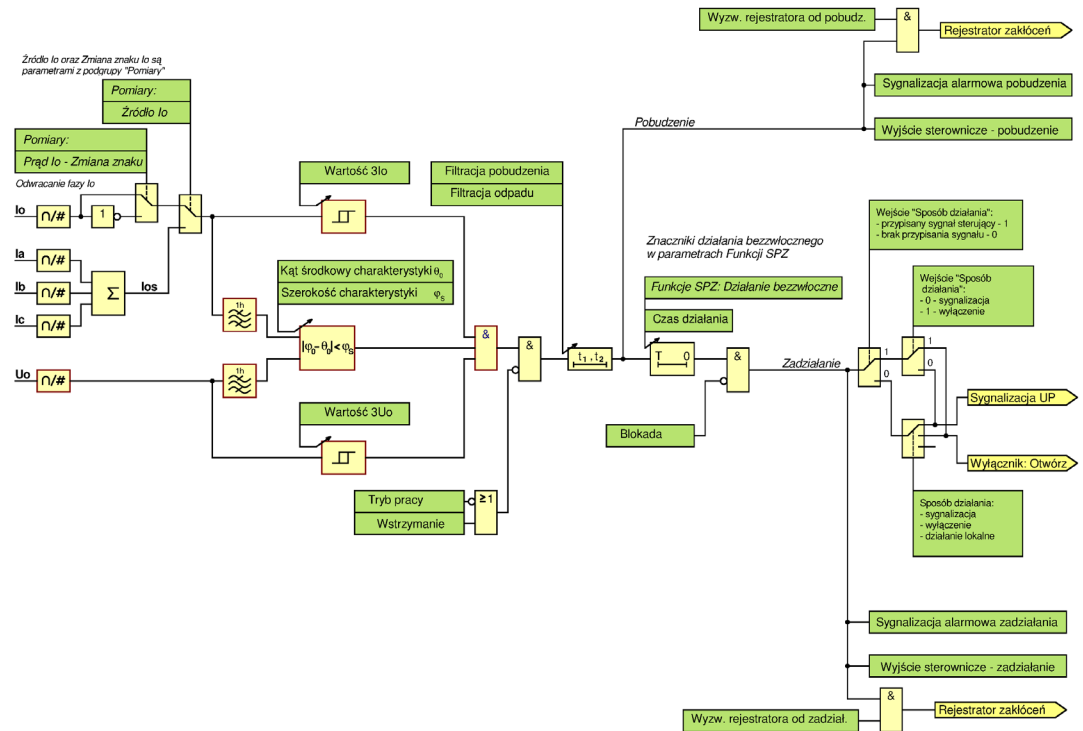 Wyzw. rejestratora od pobudz.
&
Rejestrator zakłóceń
Źródło Io oraz Zmiana znaku Io są
parametrami z podgrupy "Pomiary"
Pomiary:
Źródło Io
Sygnalizacja alarmowa pobudzenia
Pobudzenie
Wyjście sterownicze - pobudzenie
Pomiary:
Prąd Io - Zmiana znaku
Odwracanie fazy Io
Wartość 3Io
Filtracja pobudzenia
Filtracja odpadu
Io
∩/#
1
Wejście "Sposób działania":
- przypisany sygnał sterujący - 1
- brak przypisania sygnału - 0
Znaczniki działania bezzwłocznego
w parametrach Funkcji SPZ
Ia
∩/#
Ib
∩/#
Ic
∩/#
Σ
Ios
Kąt środkowy charakterystyki θ0
Szerokość charakterystyki φS
Funkcje SPZ: Działanie bezzwłoczne
Czas działania
Wejście "Sposób
działania":
- 0 - sygnalizacja
- 1 - wyłączenie
1h
|φ0-θ0|<φS
&
&
t1, t2
T 0
&
Zadziałanie
1
0
1
0
Uo
∩/#
1h
Sygnalizacja UP
Wartość 3Uo
Blokada
Wyłącznik: Otwórz
Tryb pracy
Wstrzymanie
≥1
Sposób działania:
- sygnalizacja
- wyłączenie
- działanie lokalne
Sygnalizacja alarmowa zadziałania
Wyjście sterownicze - zadziałanie
&
Rejestrator zakłóceń
Wyzw. rejestratora od zadział.